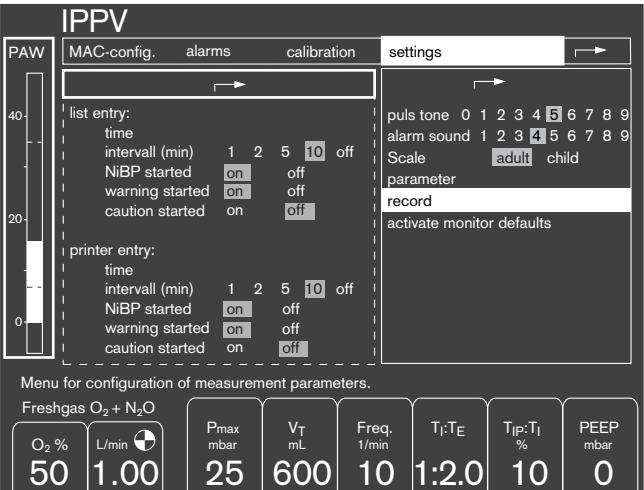 IPPV
PAW
MAC-config. alarms calibration settings
40
20
0
list entry:
time
intervall (min) 1 2 5 10 off
NiBP started on off
warning started on off
caution started on off
printer entry:
time
intervall (min) 1 2 5 10 off
NiBP started on off
warning started on off
caution started on off
puls tone 0 1 2 3 4 5 6 7 8 9
alarm sound 1 2 3 4 5 6 7 8 9
Scale adult child
parameter
record
activate monitor defaults
Menu for configuration of measurement parameters.
Freshgas O₂ + N₂O
O₂ % L/min
50 1.00
Pmax VT Freq. TI:TE TIP:TI PEEP
mbar mL 1/min % mbar
25 600 10 1:2.0 10 0